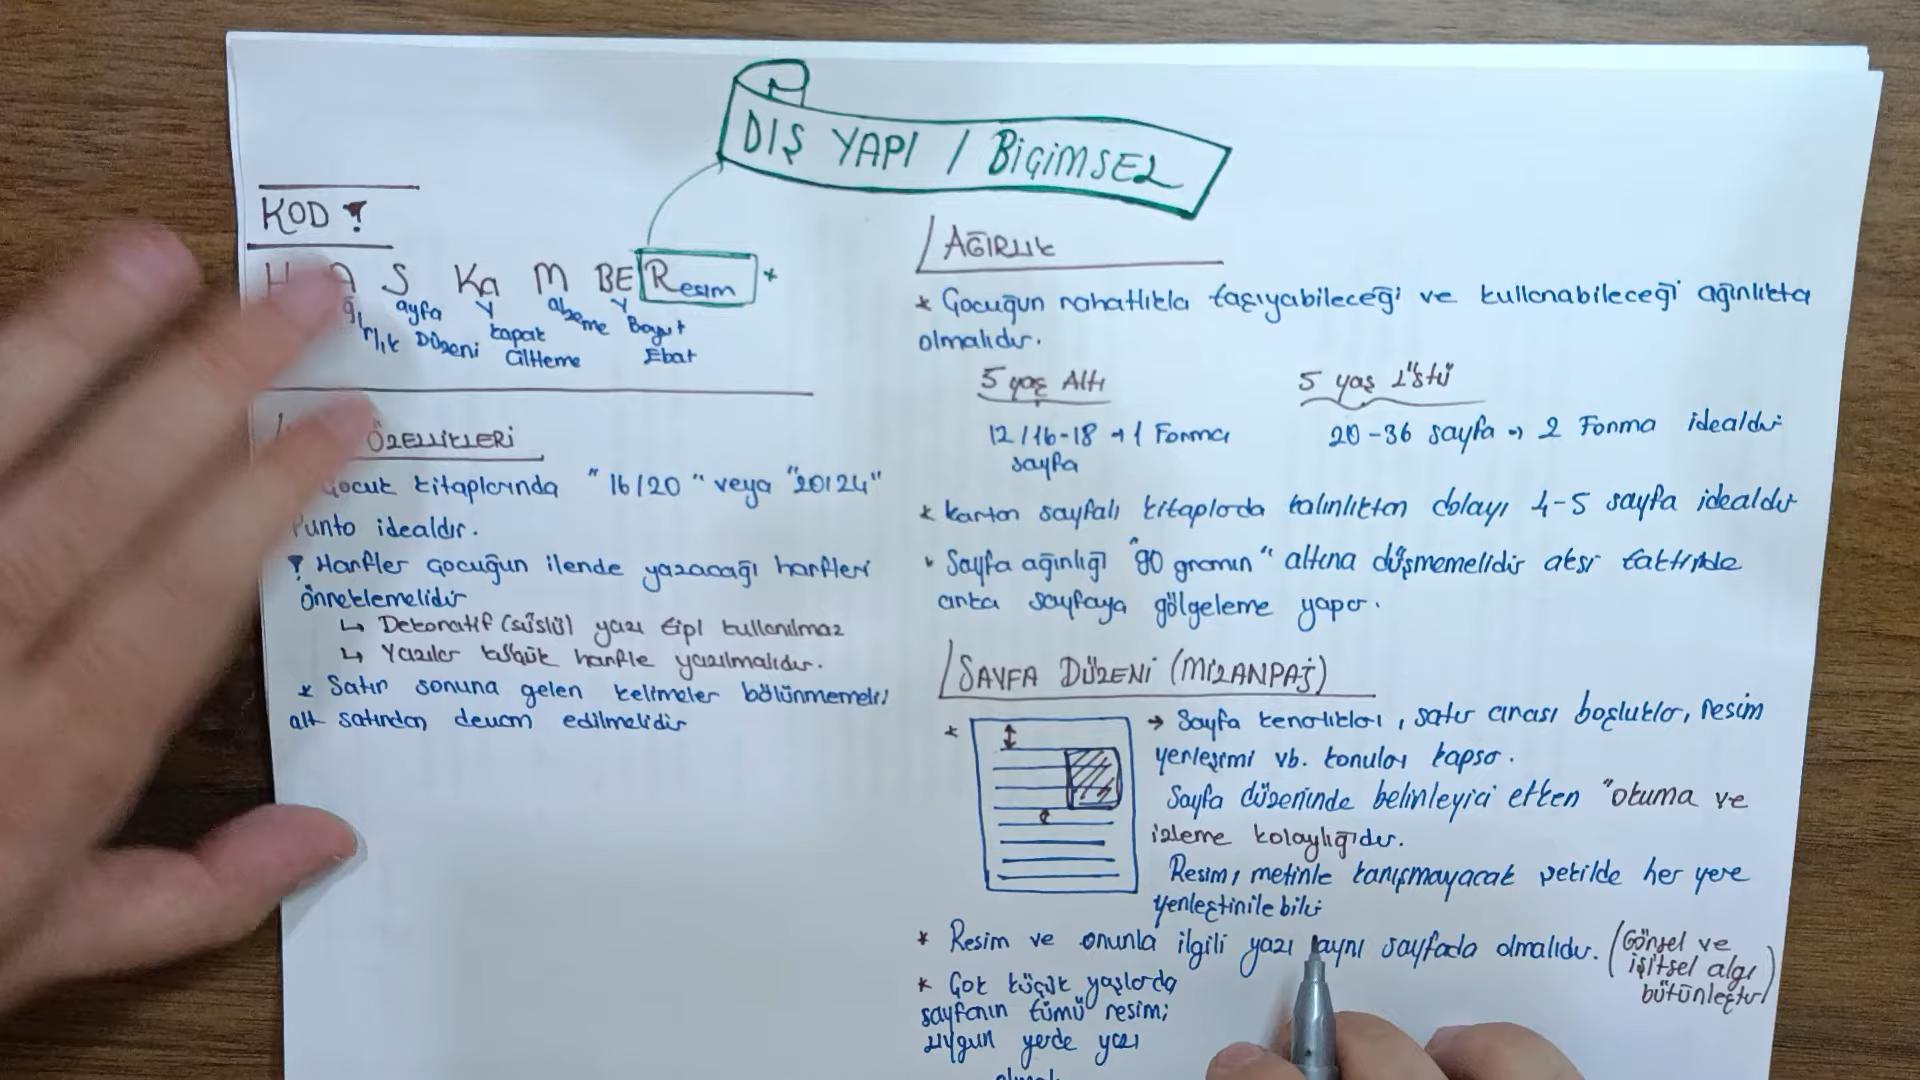 DIŞ YAPI / BİÇİMSEL
KOD
H A S Ka M BE Resim *
ayfa
Düzeni
Kapak
Ciltleme
alzeme
Boyut
Ebat
ÖZELLİKLERİ
Çocuk kitaplarında "16/20" veya "20/24"
Punto idealdir.
Harfler çocuğun ilerde yazacağı harfleri
Örneklemelidir
↳ Dekoratif (süslü) yazı tipi kullanılmaz
↳ Yazılar küçük harfle yazılmalıdır.
* Satır sonuna gelen kelimeler bölünmemeli,
alt satırdan devam edilmelidir
AĞIRLIK
* Çocuğun rahatlıkla taşıyabileceği ve kullanabileceği ağırlıkta
olmalıdır.
5 yaş Altı
12/16-18 → 1 Forma
sayfa
5 yaş Üstü
20-36 sayfa → 2 Forma idealdir
* Karton sayfalı kitaplarda kalınlıktan dolayı 4-5 sayfa idealdir
* Sayfa ağırlığı "90 gramın" altına düşmemelidir aksi taktirde
arka sayfaya gölgeleme yapar.
SAYFA DÜZENİ (MİZANPAJ)
* → Sayfa kenarlıkları, satır arası boşluklar, resim
yerleşimi vb. konuları kapsar.
Sayfa düzeninde belirleyici etken "okuma ve
izleme kolaylığıdır.
Resim, metinle karışmayacak şekilde her yere
yerleştirilebilir
* Resim ve onunla ilgili yazı aynı sayfada olmalıdır. (Görsel ve
işitsel algı
bütünleştir)
* Çok küçük yaşlarda
sayfanın tümü resim;
uygun yerde yazı